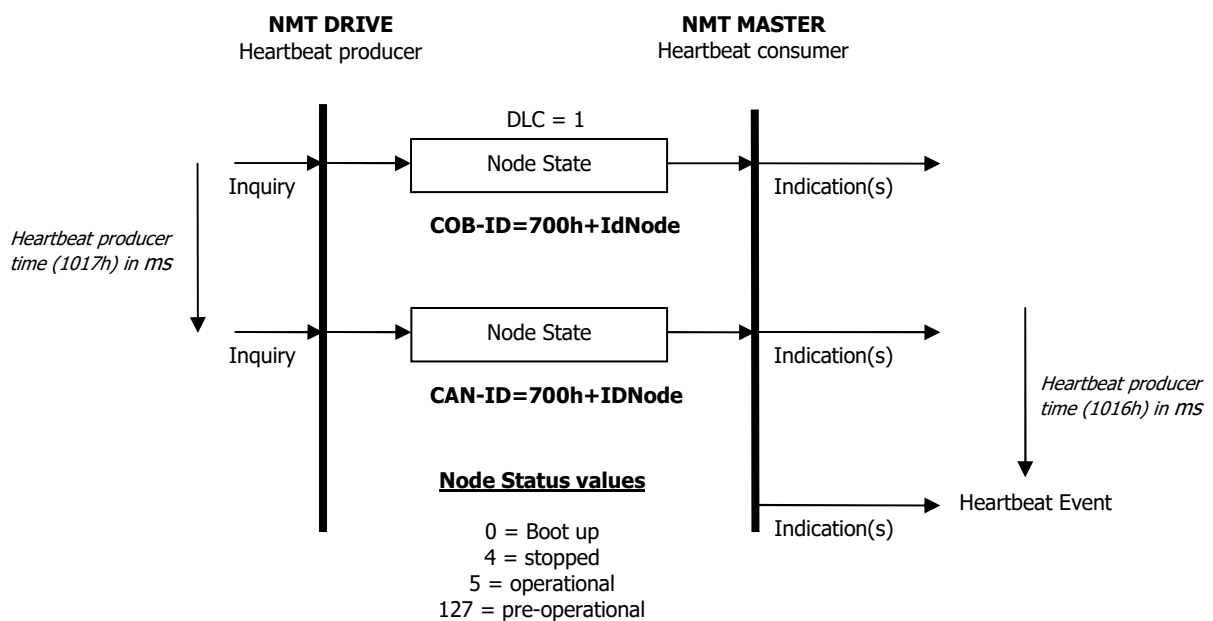 NMT DRIVE
Heartbeat producer
NMT MASTER
Heartbeat consumer
DLC = 1
Node State
Inquiry
Indication(s)
COB-ID=700h+IdNode
Heartbeat producer
time (1017h) in ms
Node State
Inquiry
Indication(s)
CAN-ID=700h+IDNode
Heartbeat producer
time (1016h) in ms
Node Status values
Heartbeat Event
Indication(s)
0 = Boot up
4 = stopped
5 = operational
127 = pre-operational